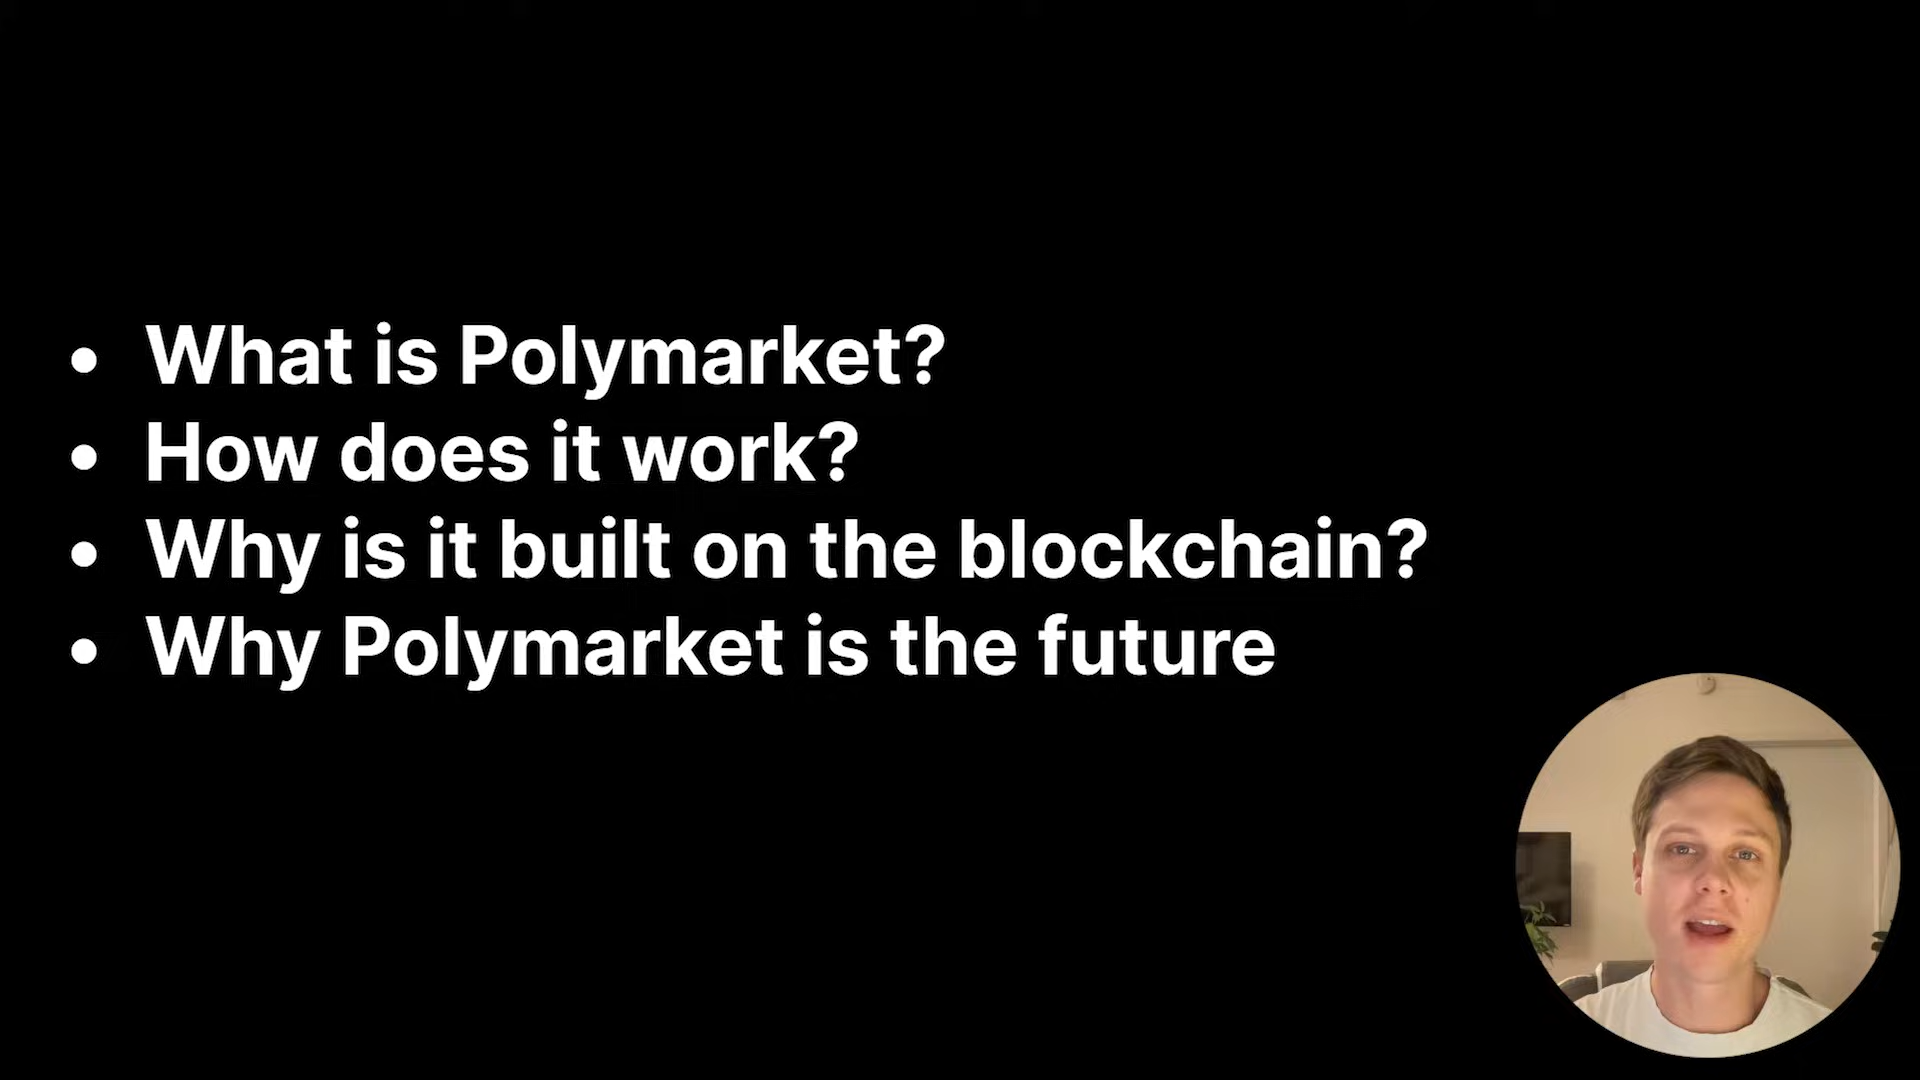 • What is Polymarket?
• How does it work?
• Why is it built on the blockchain?
• Why Polymarket is the future